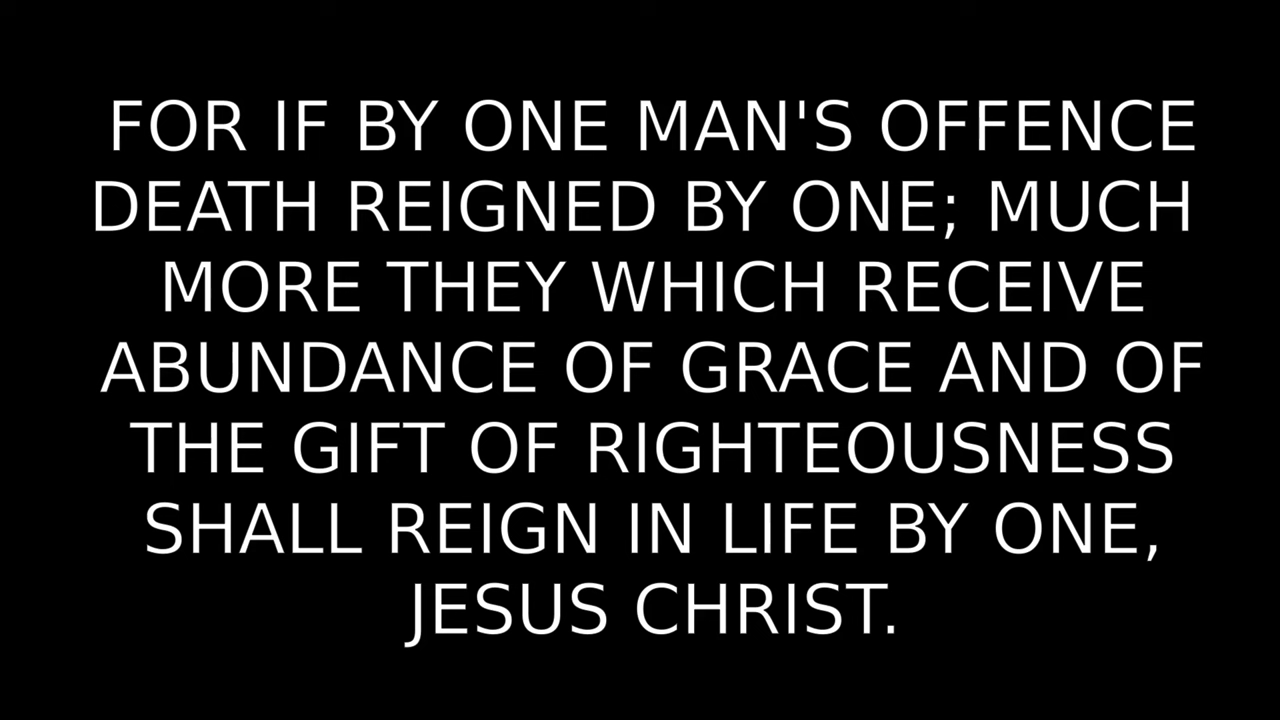 FOR IF BY ONE MAN'S OFFENCE
DEATH REIGNED BY ONE; MUCH
MORE THEY WHICH RECEIVE
ABUNDANCE OF GRACE AND OF
THE GIFT OF RIGHTEOUSNESS
SHALL REIGN IN LIFE BY ONE,
JESUS CHRIST.